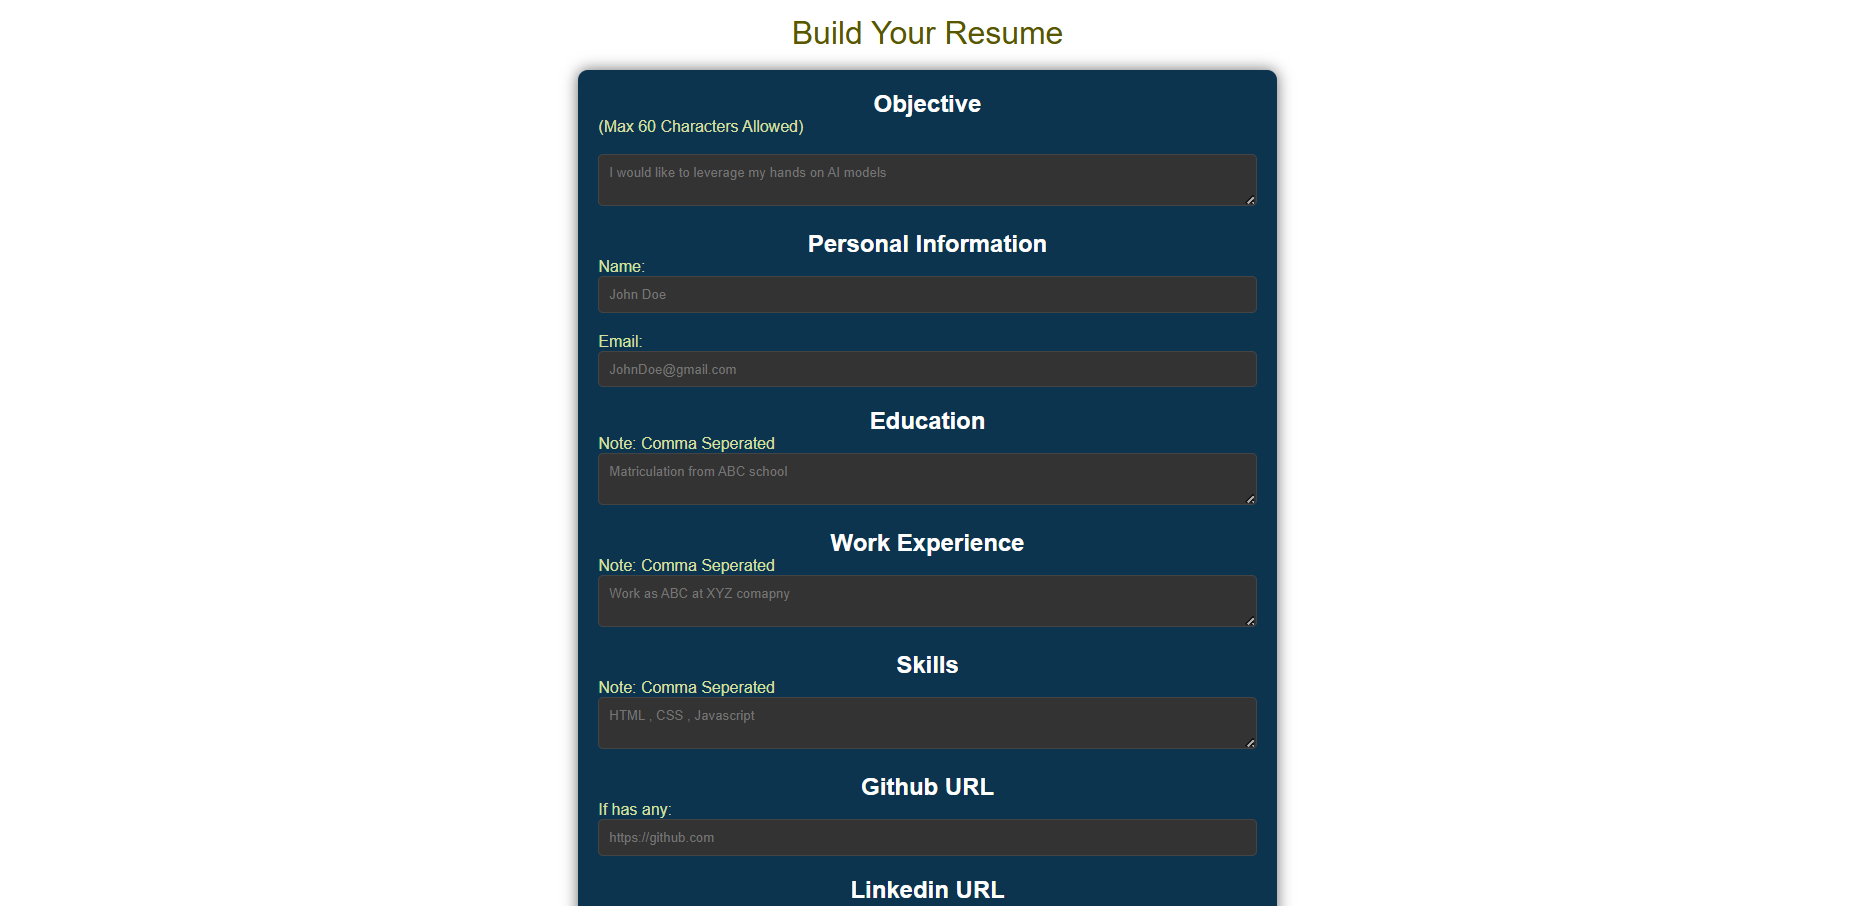 Build Your Resume
Objective
(Max 60 Characters Allowed)
I would like to leverage my hands on AI models
Personal Information
Name:
John Doe
Email:
JohnDoe@gmail.com
Education
Note: Comma Seperated
Matriculation from ABC school
Work Experience
Note: Comma Seperated
Work as ABC at XYZ comapny
Skills
Note: Comma Seperated
HTML , CSS , Javascript
Github URL
If has any:
https://github.com
Linkedin URL